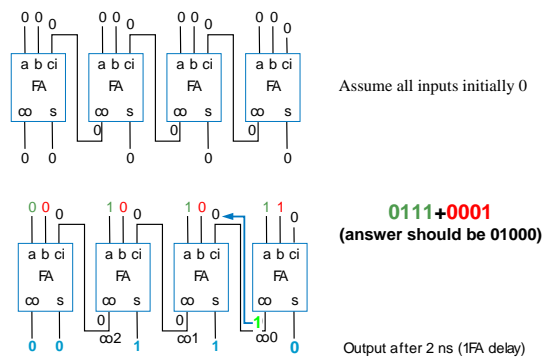 0 0 0 0 0 0 0 0 0 0 0 0
a b ci a b ci a b ci a b ci
FA FA FA FA
co s co s co s co s
0 0 0
0 0 0 0 0
Assume all inputs initially 0
0 0 0 1 0 0 1 0 0 1 1 0
a b ci a b ci a b ci a b ci
FA FA FA FA
co s co s co s co s
0 0 1
co2 co1 co0
0 0 1 1 0
0111+0001
(answer should be 01000)
Output after 2 ns (1FA delay)